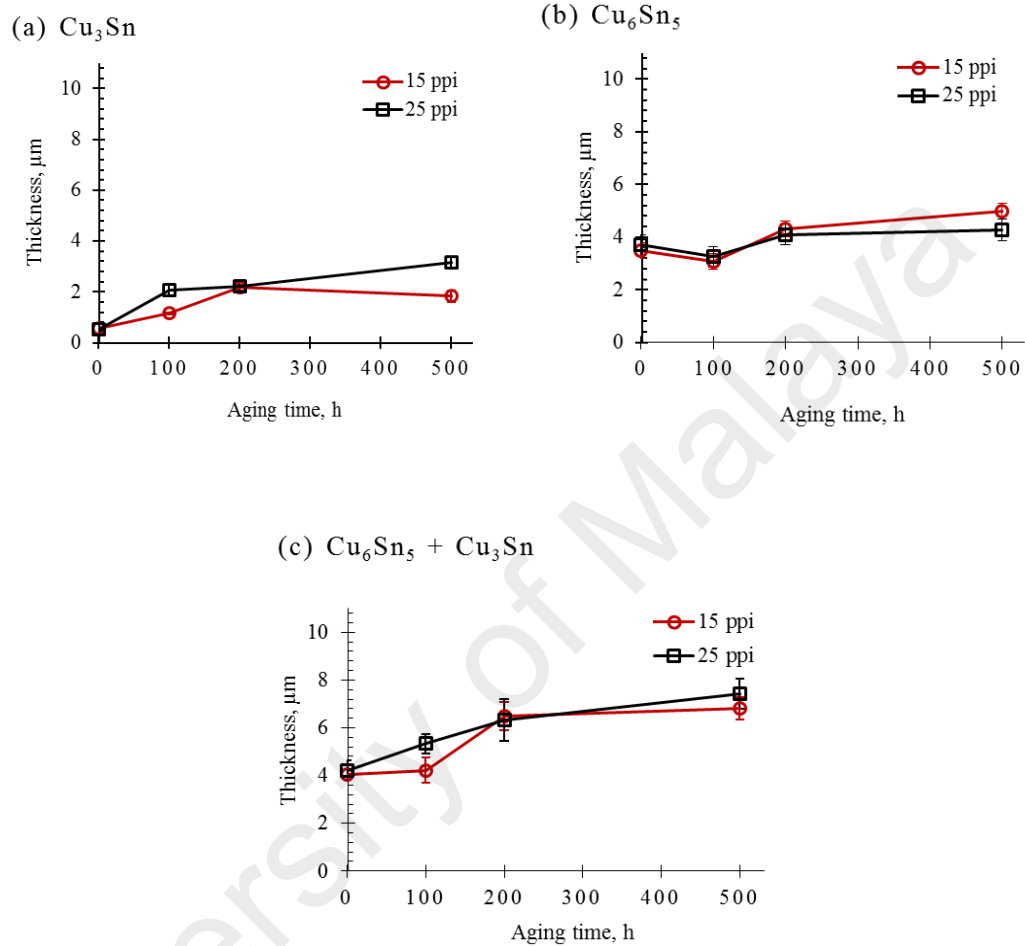 (a) Cu₃Sn
15 ppi
25 ppi
Thickness, µm
10
8
6
4
2
0
0 100 200 300 400 500
Aging time, h
(b) Cu₆Sn₅
15 ppi
25 ppi
Thickness, µm
10
8
6
4
2
0
0 100 200 300 400 500
Aging time, h
(c) Cu₆Sn₅ + Cu₃Sn
15 ppi
25 ppi
Thickness, µm
10
8
6
4
2
0
0 100 200 300 400 500
Aging time, h
ersity of Malaya